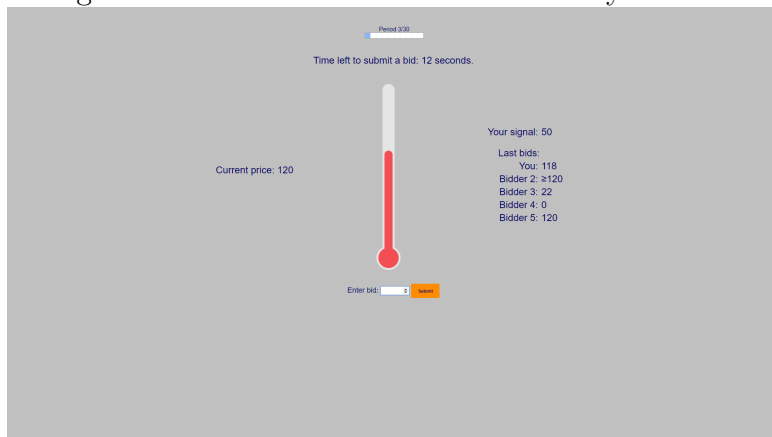 Period 3/30
Time left to submit a bid: 12 seconds.
Your signal: 50
Last bids:
You: 118
Current price: 120
Bidder 2: ≥120
Bidder 3: 22
Bidder 4: 0
Bidder 5: 120
Enter bid:
Submit